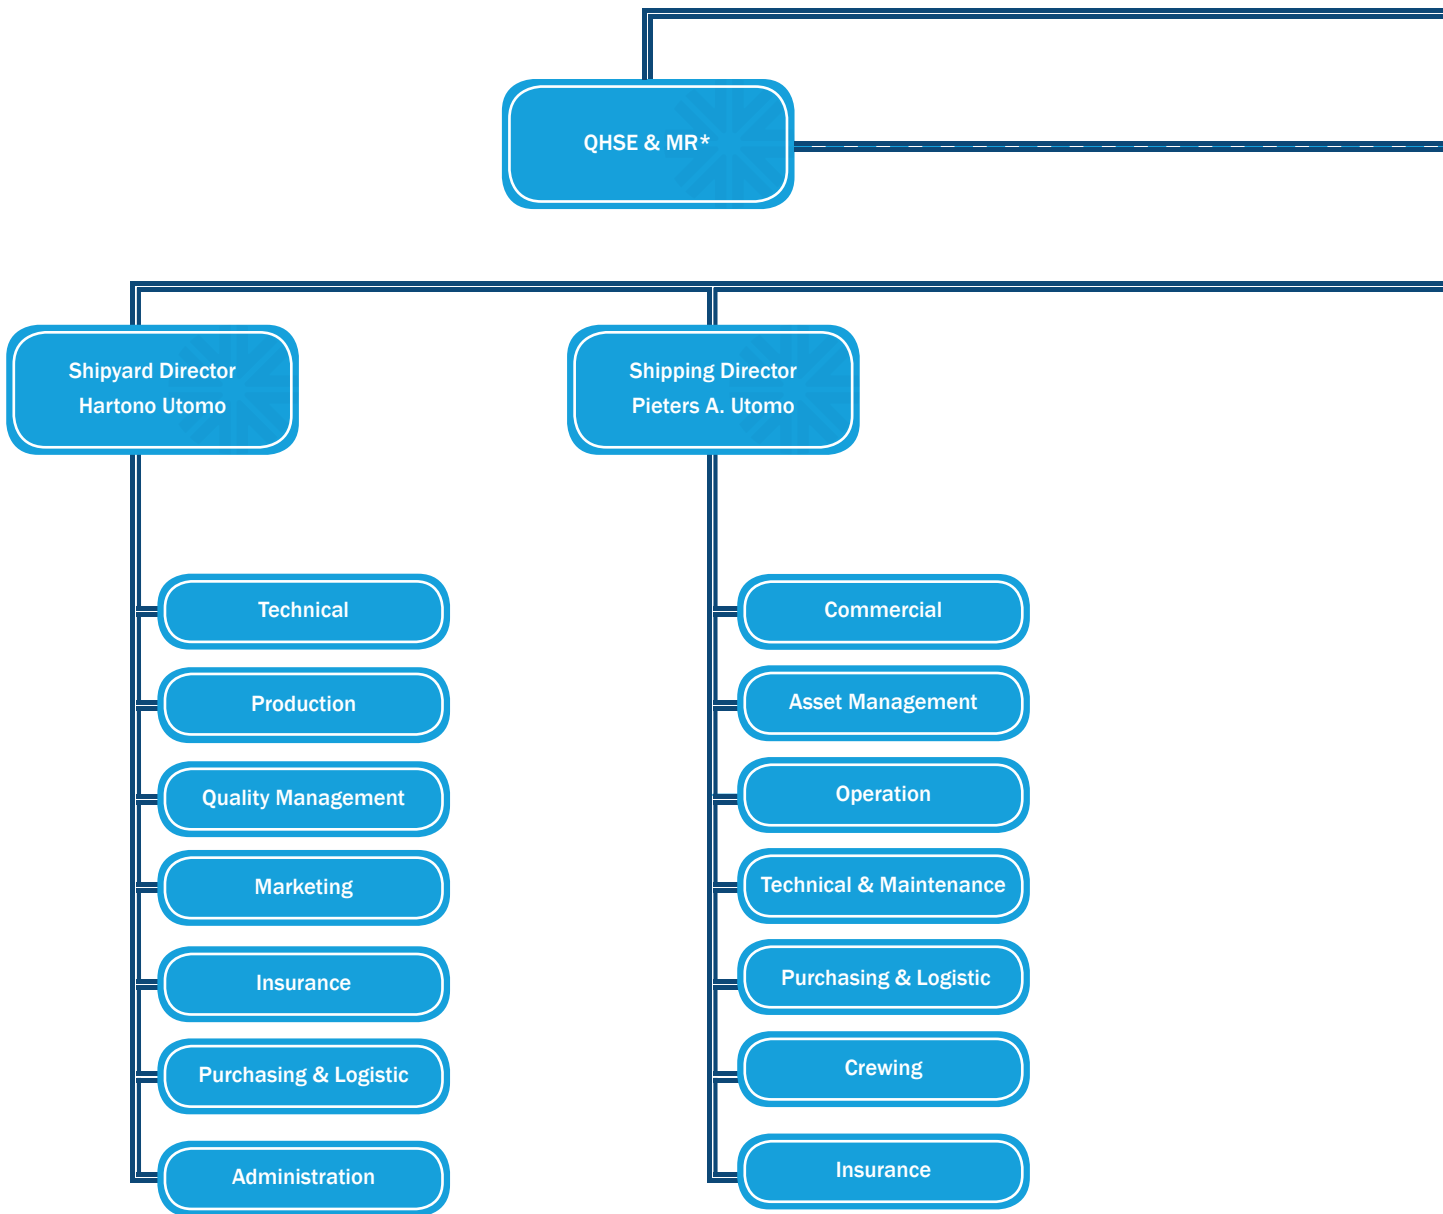 QHSE & MR*
Shipyard Director
Hartono Utomo
Technical
Production
Quality Management
Marketing
Insurance
Purchasing & Logistic
Administration
Shipping Director
Pieters A. Utomo
Commercial
Asset Management
Operation
Technical & Maintenance
Purchasing & Logistic
Crewing
Insurance